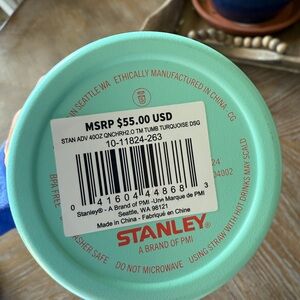 IN SEATTLE WA
ETHICALLY MANUFACTURED IN CHINA - CG
MSRP $55.00 USD
STAN ADV 40OZ QNCHRH2.O TM TUMB TURQUOISE DSG
10-11824-263
0 41604 44868 3
Stanley® - A Brand of PMI -Une Marque de PMI
Seattle, WA 98121
Made in China - Fabriqué en China
BPA FREE
STANLEY
A BRAND OF PMI
DO NOT MICROWAVE
USING STRAW WITH HOT DRINKS MAY SCALD